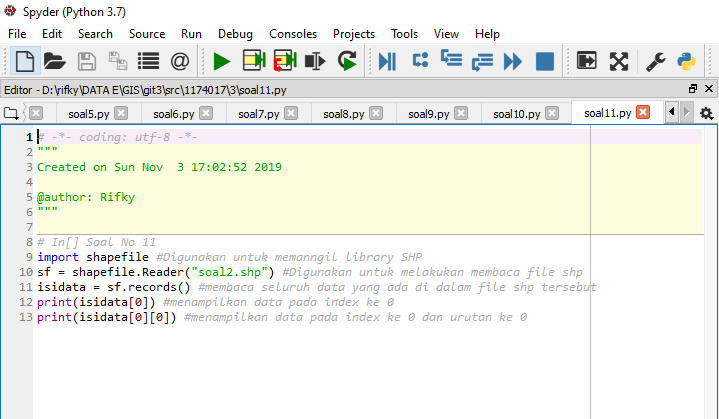 Spyder (Python 3.7)
File Edit Search Source Run Debug Consoles Projects Tools View Help
Editor - D:\rifky\DATA E\GIS\git3\src\1174017\3\soal11.py
soal5.py soal6.py soal7.py soal8.py soal9.py soal10.py soal11.py
1 # -*- coding: utf-8 -*-
2 """
3 Created on Sun Nov  3 17:02:52 2019
4
5 @author: Rifky
6 """
7
8 # In[] Soal No 11
9 import shapefile #Digunakan untuk memanngil library SHP
10 sf = shapefile.Reader("soal2.shp") #Digunakan untuk melakukan membaca file shp
11 isidata = sf.records() #membaca seluruh data yang ada di dalam file shp tersebut
12 print(isidata[0]) #menampilkan data pada index ke 0
13 print(isidata[0][0]) #menampilkan data pada index ke 0 dan urutan ke 0